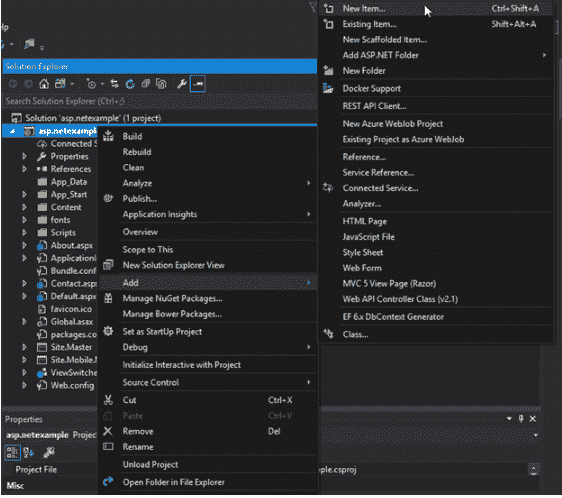 lp
Solution Explorer
Search Solution Explorer (Ctrl+;)
Solution 'asp.netexample' (1 project)
asp.netexample
Connected S
Properties
References
App_Data
App_Start
Content
fonts
Scripts
About.aspx
Application
Bundle.conf
Contact.aspx
Default.aspx
favicon.ico
Global.asax
packages.co
Site.Master
Site.Mobile.M
ViewSwitche
Web.config
Build
Rebuild
Clean
Analyze
Publish...
Application Insights
Overview
Scope to This
New Solution Explorer View
Add
Manage NuGet Packages...
Manage Bower Packages...
Set as StartUp Project
Debug
Initialize Interactive with Project
Source Control
Cut Ctrl+X
Paste Ctrl+V
Remove Del
Rename
Unload Project
Open Folder in File Explorer
New Item... Ctrl+Shift+A
Existing Item... Shift+Alt+A
New Scaffolded Item...
Add ASP.NET Folder
New Folder
Docker Support
REST API Client...
New Azure WebJob Project
Existing Project as Azure WebJob
Reference...
Service Reference...
Connected Service...
Analyzer...
HTML Page
JavaScript File
Style Sheet
Web Form
MVC 5 View Page (Razor)
Web API Controller Class (v2.1)
EF 6.x DbContext Generator
Class...
Properties
asp.netexample Projec
Project File ple.csproj
Misc